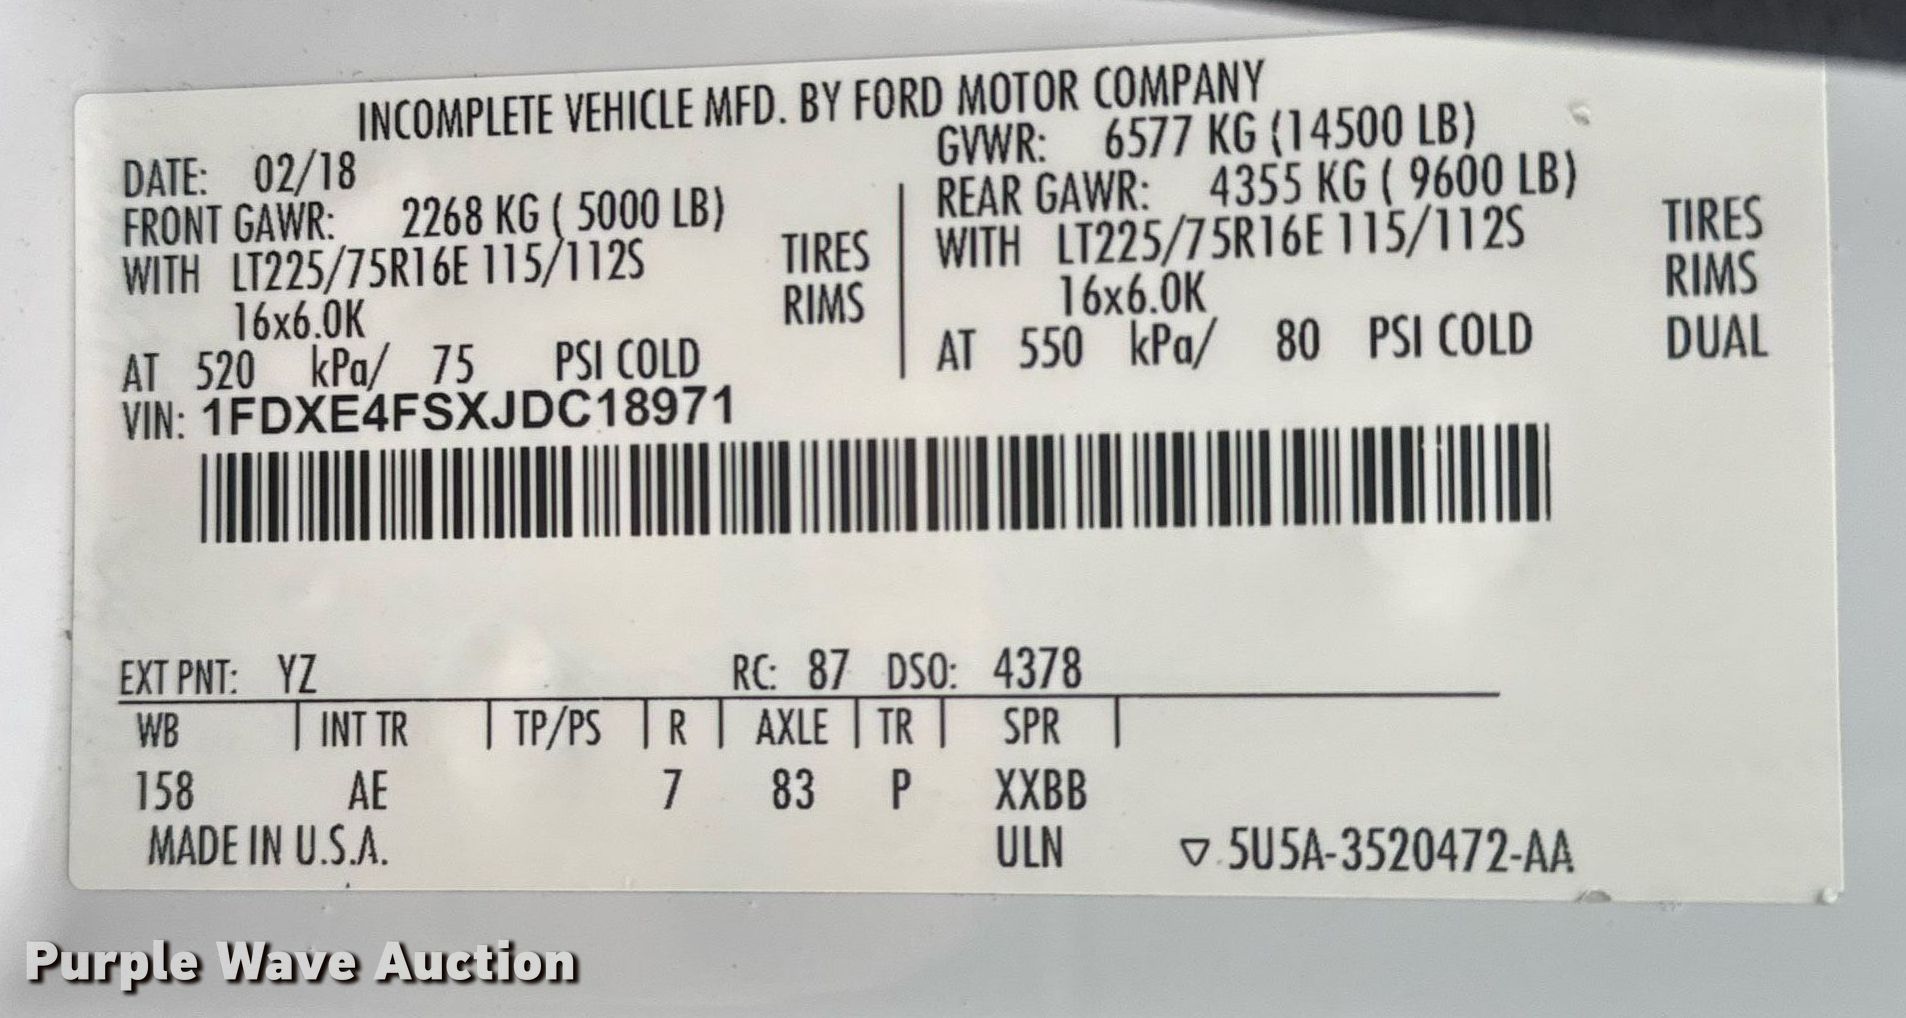 INCOMPLETE VEHICLE MFD. BY FORD MOTOR COMPANY
DATE: 02/18
GVWR: 6577 KG (14500 LB)
FRONT GAWR: 2268 KG ( 5000 LB)
REAR GAWR: 4355 KG ( 9600 LB)
WITH LT225/75R16E 115/112S TIRES
WITH LT225/75R16E 115/112S TIRES
16x6.0K RIMS
16x6.0K RIMS
AT 520 kPa/ 75 PSI COLD
AT 550 kPa/ 80 PSI COLD DUAL
VIN: 1FDXE4FSXJDC18971
EXT PNT: YZ RC: 87 DSO: 4378
WB | INT TR | TP/PS | R | AXLE | TR | SPR |
158 AE 7 83 P XXBB
MADE IN U.S.A. ULN ▽ 5U5A-3520472-AA
Purple Wave Auction